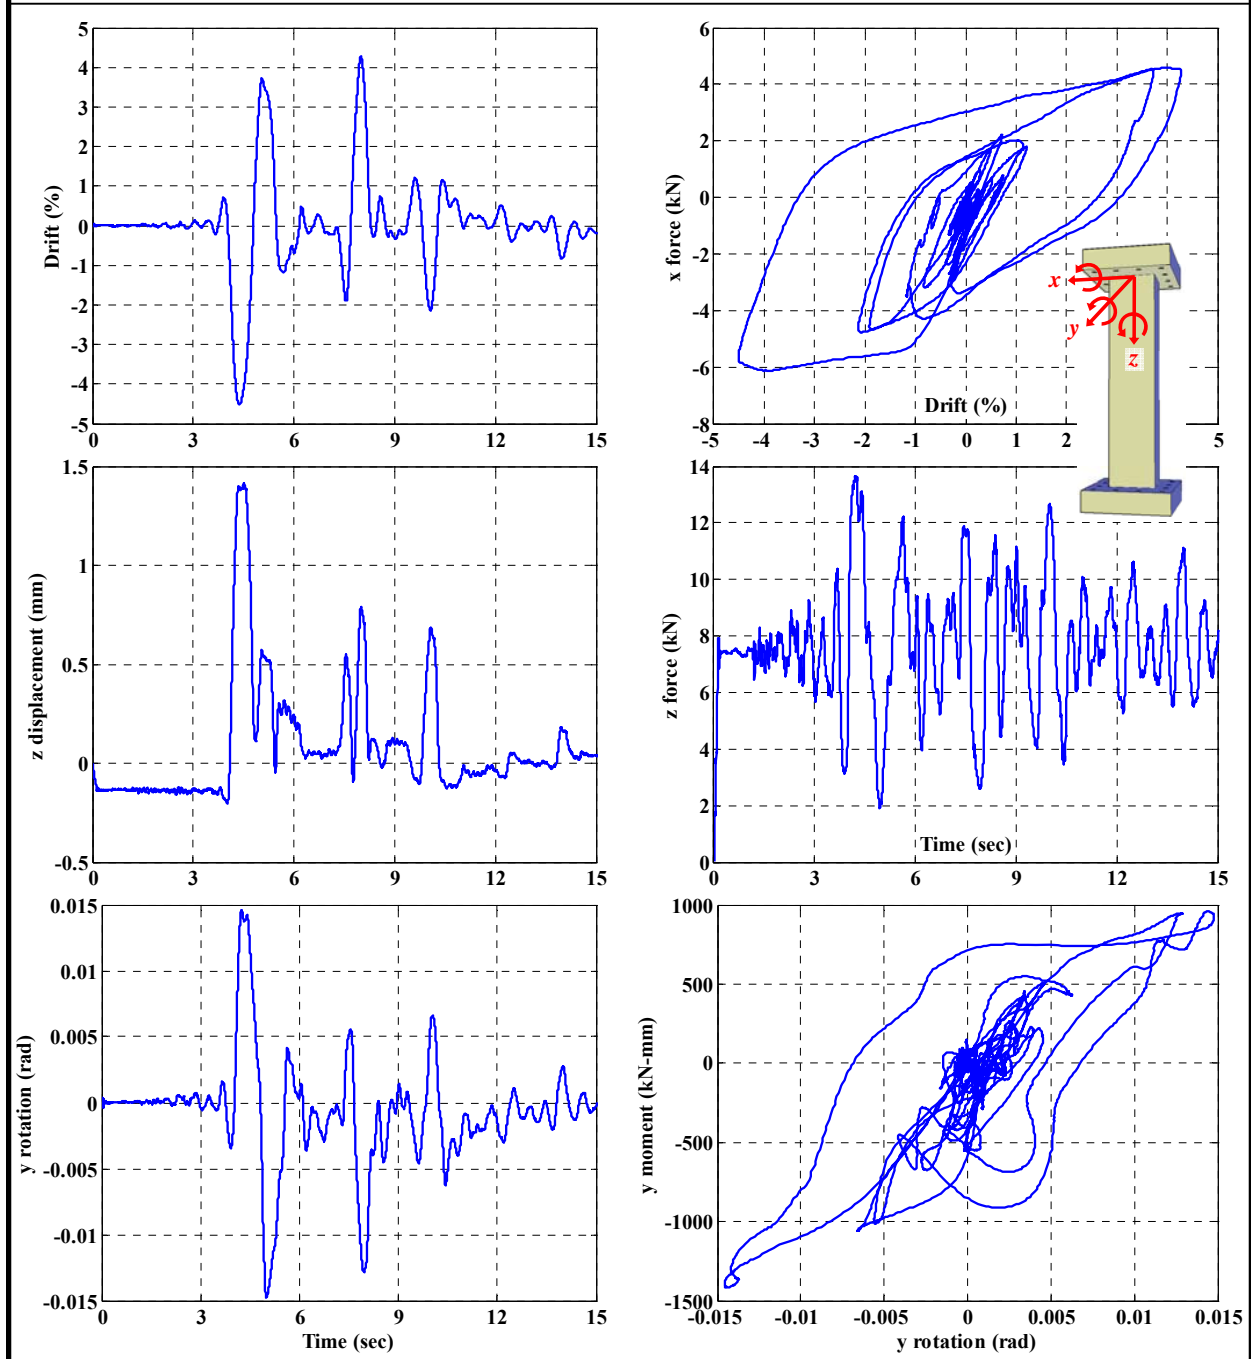 5
4
3
2
1
0
-1
-2
-3
-4
-5
Drift (%)
0 3 6 9 12 15
6
4
2
0
-2
-4
-6
-8
x force (kN)
Drift (%)
-5 -4 -3 -2 -1 0 1 2 5
x
y
z
1.5
1
0.5
0
-0.5
z displacement (mm)
0 3 6 9 12 15
14
12
10
8
6
4
2
0
z force (kN)
Time (sec)
0 3 6 9 12 15
0.015
0.01
0.005
0
-0.005
-0.01
-0.015
y rotation (rad)
0 3 6 9 12 15
Time (sec)
1000
500
0
-500
-1000
-1500
y moment (kN-mm)
-0.015 -0.01 -0.005 0 0.005 0.01 0.015
y rotation (rad)